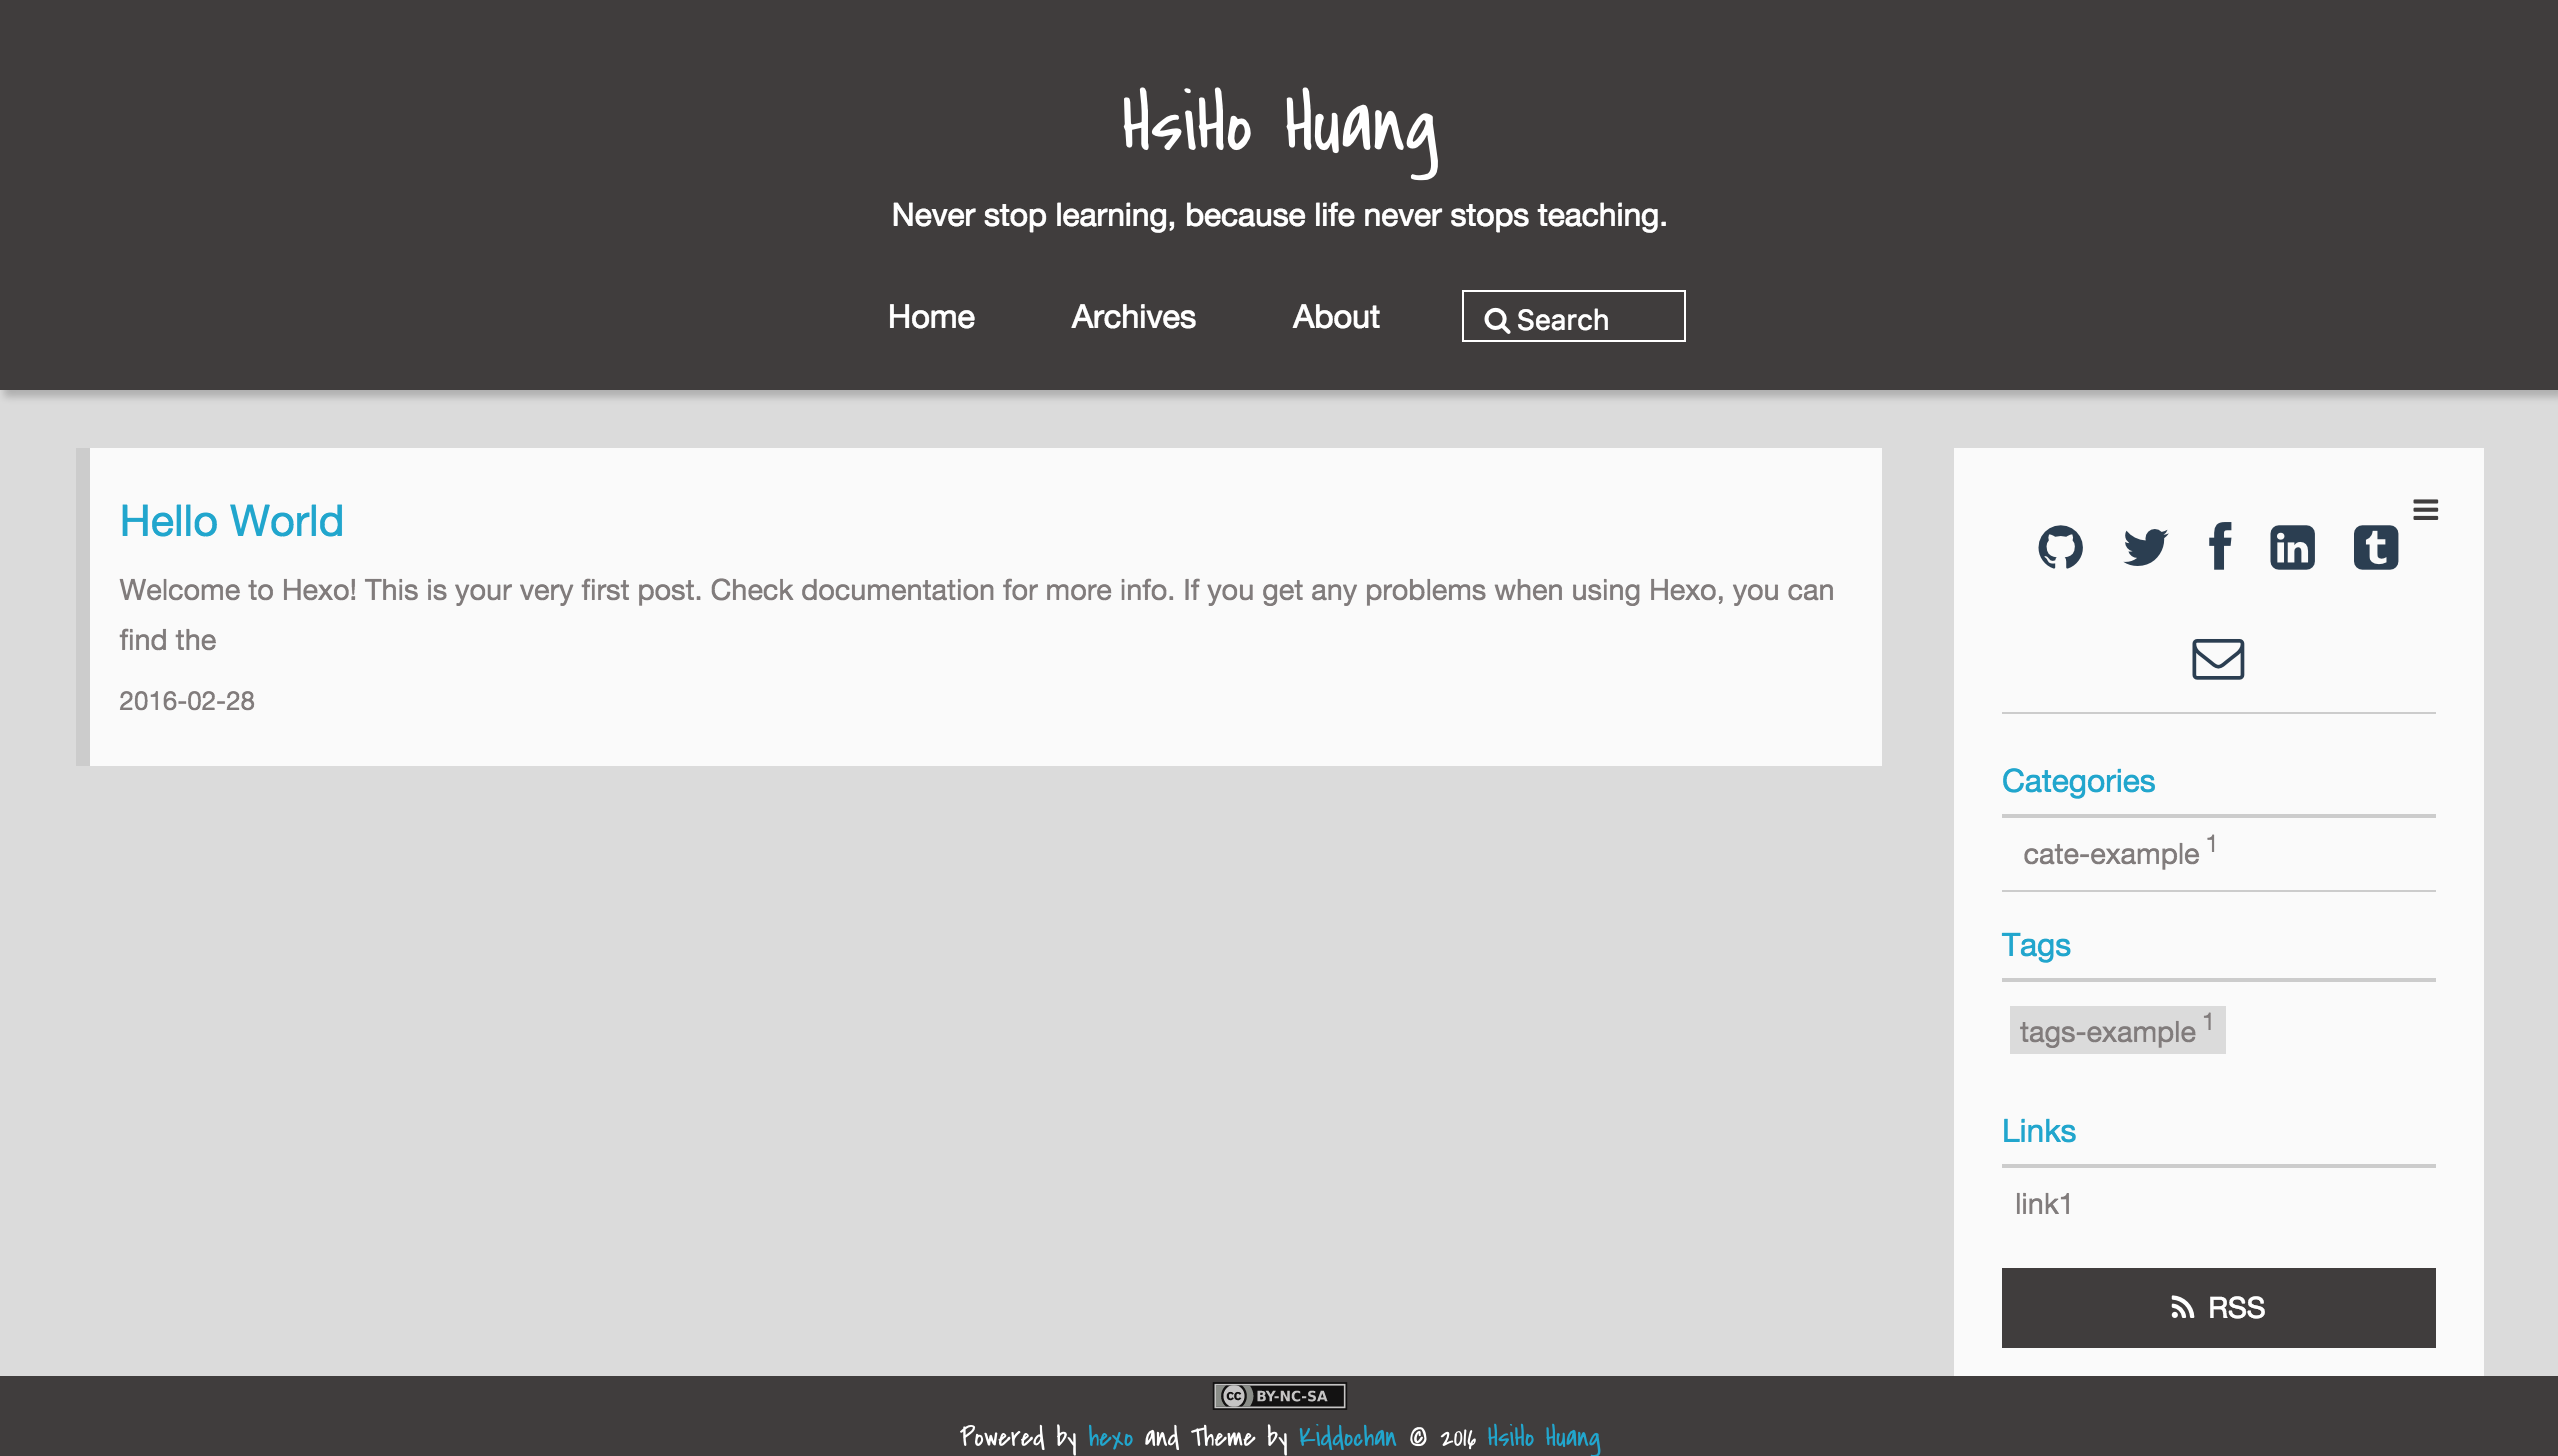 HsiHo Huang
Never stop learning, because life never stops teaching.
Home Archives About Search
Hello World
Welcome to Hexo! This is your very first post. Check documentation for more info. If you get any problems when using Hexo, you can
find the
2016-02-28
Categories
cate-example 1
Tags
tags-example 1
Links
link1
RSS
cc BY-NC-SA
Powered by hexo and Theme by Kiddochan © 2016 HsiHo Huang